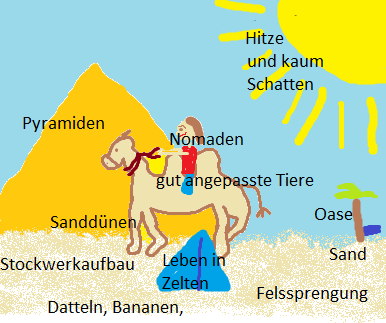 Hitze
und kaum
Schatten
Pyramiden
Nomaden
gut angepasste Tiere
Oase
Sanddünen
Sand
Stockwerkaufbau
Leben in
Zelten
Felssprengung
Datteln, Bananen,